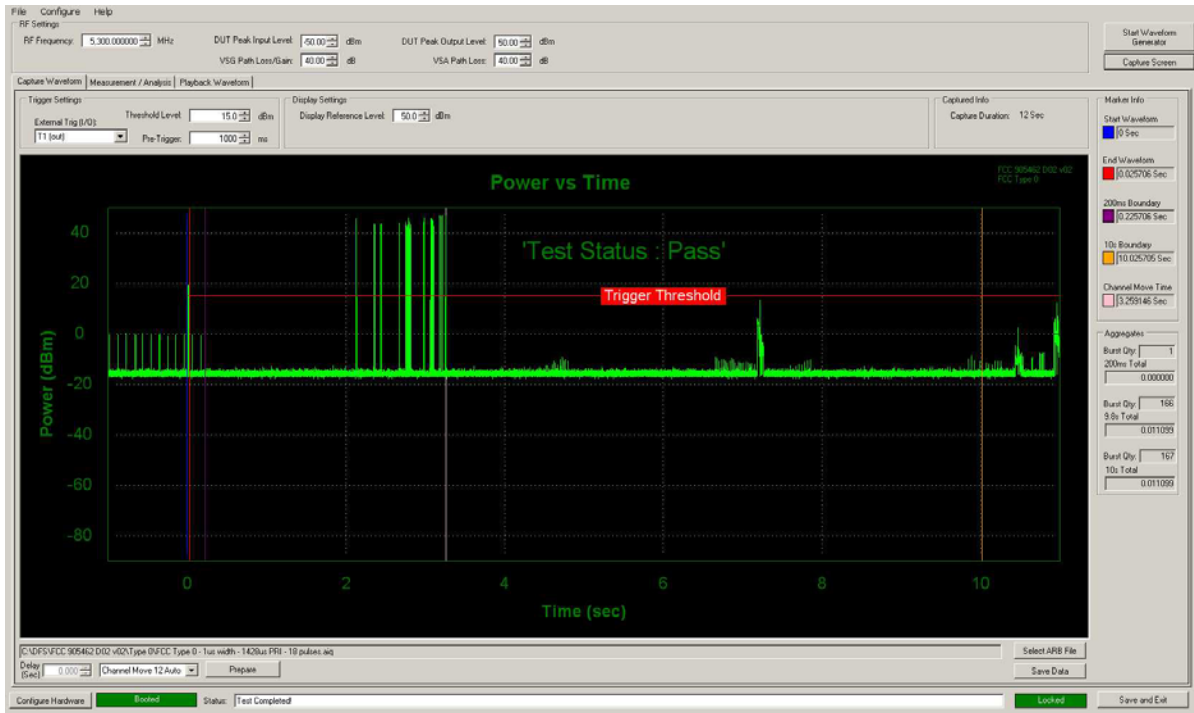 File Configure Help
RF Settings
RF Frequency: 5,300.000000 MHz DUT Peak Input Level: -50.00 dBm DUT Peak Output Level: 50.00 dBm
VSG Path Loss/Gain: 40.00 dB VSA Path Loss: 40.00 dB
Start Waveform
Generator
Capture Screen
Capture Waveform Measurement / Analysis Playback Waveform
Trigger Settings
External Trig (I/O):
T1 (out)
Threshold Level: 15.0 dBm
Pre-Trigger: 1000 ms
Display Settings
Display Reference Level: 50.0 dBm
Captured Info
Capture Duration: 12 Sec
Marker Info
Start Waveform
0 Sec
End Waveform
0.025706 Sec
200ms Boundary
0.225706 Sec
10s Boundary
10.025705 Sec
Channel Move Time
3.259146 Sec
Aggregates
Burst Qty: 1
200ms Total
0.000000
Burst Qty: 166
9.8s Total
0.011099
Burst Qty: 167
10s Total
0.011099
Power vs Time
FCC 905462 D02 v02
FCC Type 0
'Test Status : Pass'
Trigger Threshold
Power (dBm)
40
20
0
-20
-40
-60
-80
0 2 4 6 8 10
Time (sec)
C:\DFS\FCC 905462 D02 v02\Type 0\FCC Type 0 - 1us width - 1428us PRI - 18 pulses.aiq
Select ARB File
Delay
(Sec) 0.000 Channel Move 12 Auto Prepare
Save Data
Configure Hardware Booted Status: Test Completed! Locked Save and Exit